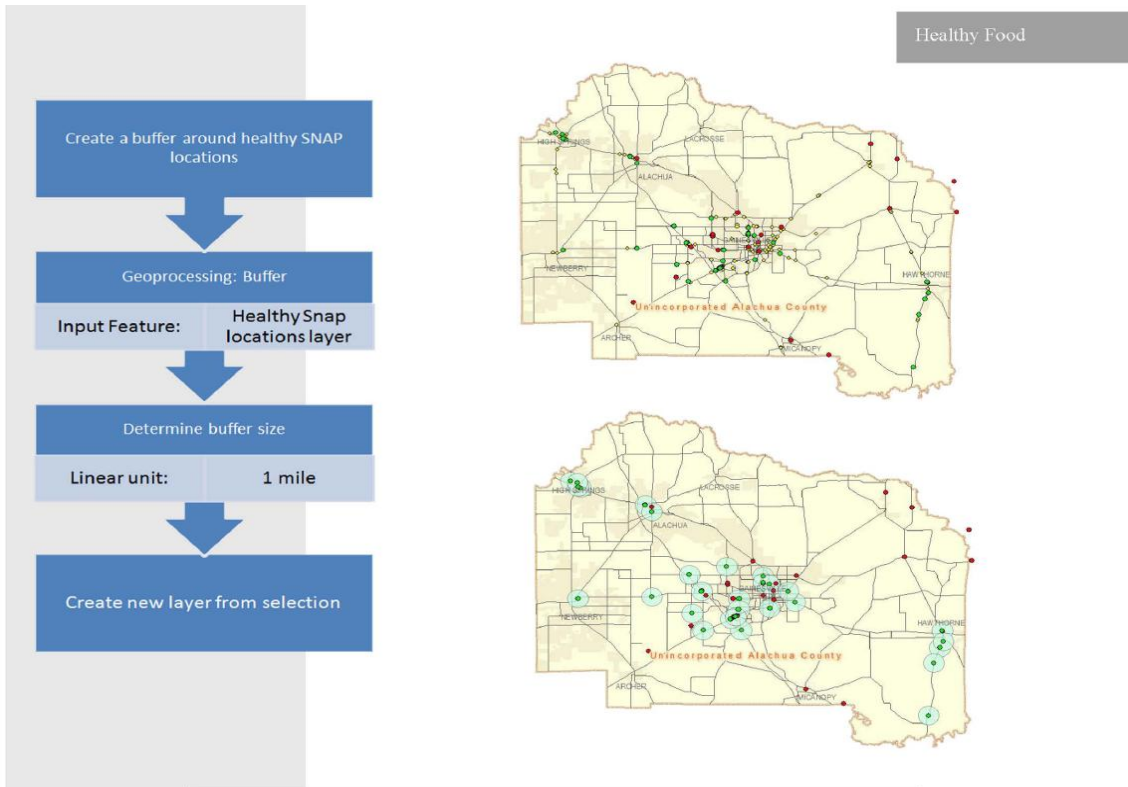 Healthy Food
Create a buffer around healthy SNAP
locations
Geoprocessing: Buffer
Input Feature:
Healthy Snap
locations layer
Determine buffer size
Linear unit:
1 mile
Create new layer from selection
HIGH SPRINGS
LACROSSE
ALACHUA
NEWBERRY
HAWTHORNE
Unincorporated Alachua County
ARCHER
MICANOPY
HIGH SPRINGS
LACROSSE
ALACHUA
NEWBERRY
HAWTHORNE
Unincorporated Alachua County
ARCHER
MICANOPY